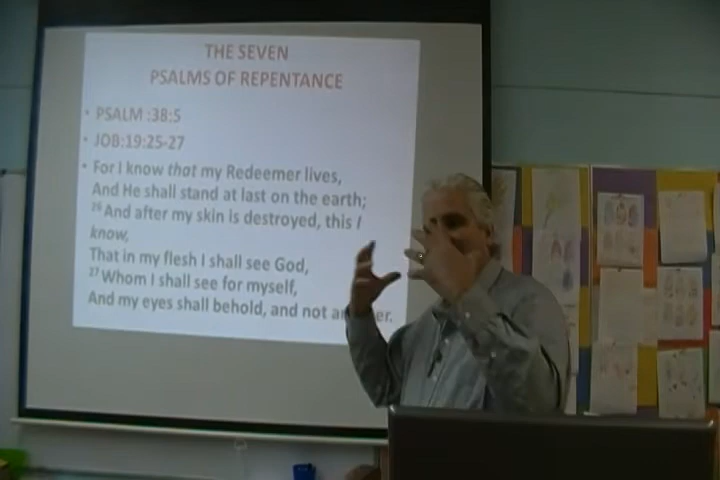 THE SEVEN
PSALMS OF REPENTANCE
• PSALM :38:5
• JOB:19:25-27
• For I know that my Redeemer lives,
And He shall stand at last on the earth;
26And after my skin is destroyed, this I
know,
That in my flesh I shall see God,
27 Whom I shall see for myself,
And my eyes shall behold, and not